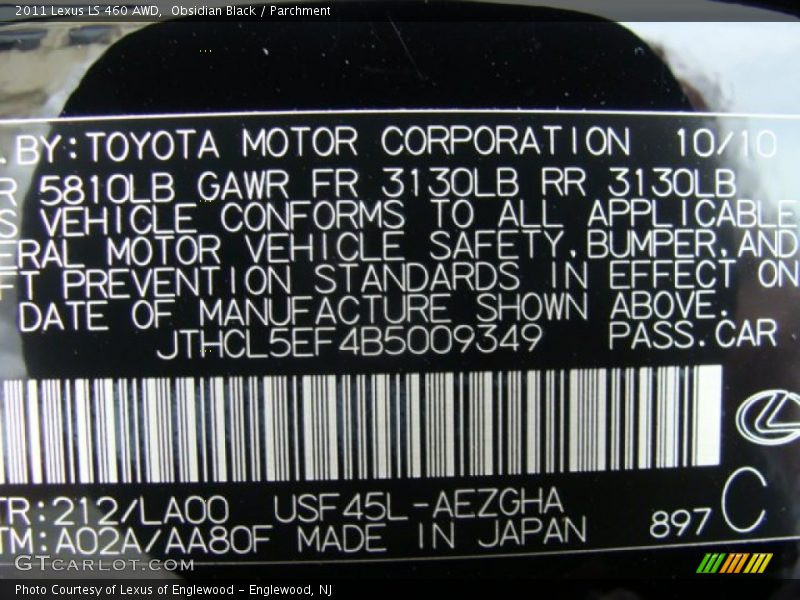 2011 Lexus LS 460 AWD, Obsidian Black / Parchment
. BY: TOYOTA MOTOR CORPORATION 10/10
R 5810LB GAWR FR 3130LB RR 3130LB
S VEHICLE CONFORMS TO ALL APPLICABLE
ERAL MOTOR VEHICLE SAFETY, BUMPER, AND
FT PREVENTION STANDARDS IN EFFECT ON
DATE OF MANUFACTURE SHOWN ABOVE.
JTHCL5EF4B5009349 PASS. CAR
TR: 212/LA00 USF45L-AEZGHA
TM: A02A/AA80F MADE IN JAPAN 897 C
GTCARLOT.COM
Photo Courtesy of Lexus of Englewood - Englewood, NJ